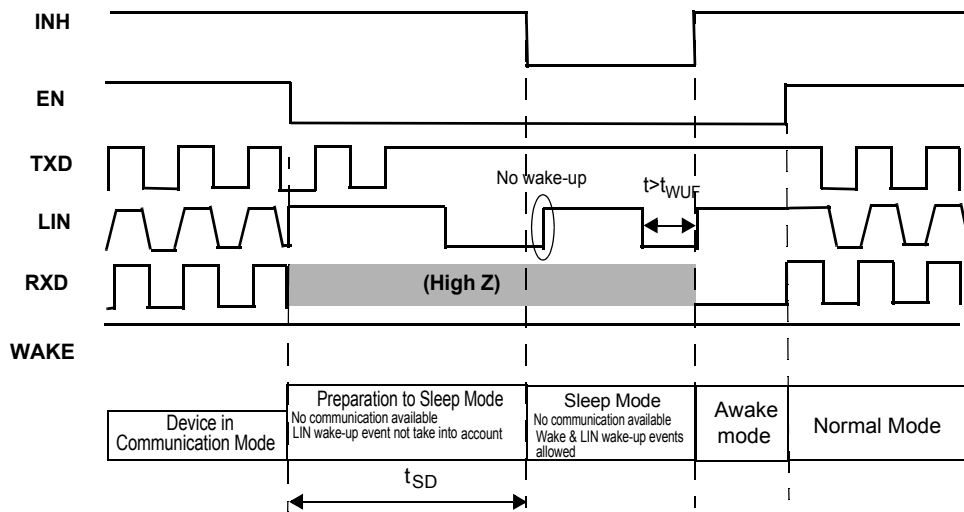 INH
EN
TXD
No wake-up
t>tWUF
LIN
RXD
(High Z)
WAKE
Device in
Communication Mode
Preparation to Sleep Mode
No communication available
LIN wake-up event not take into account
Sleep Mode
No communication available
Wake & LIN wake-up events
allowed
Awake
mode
Normal Mode
tSD